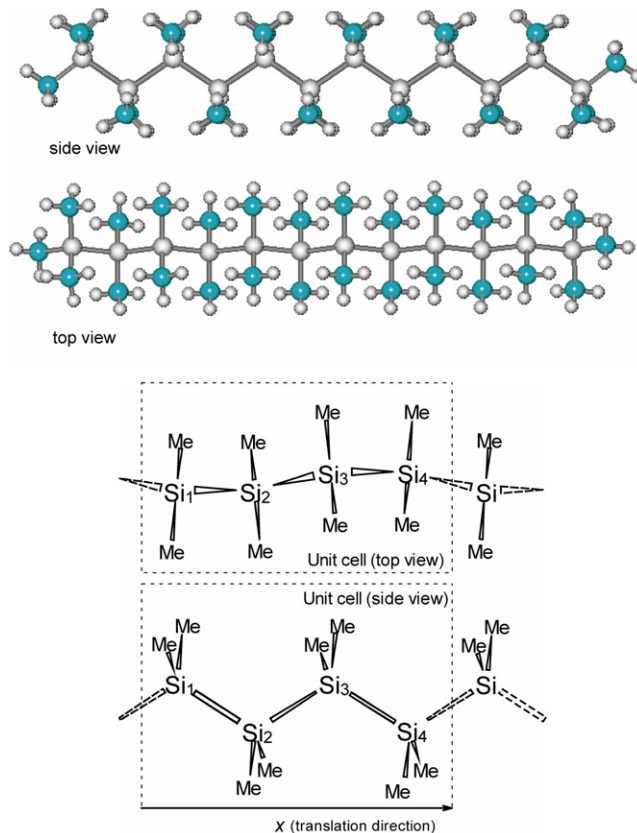 side view
top view
Me Me Me Me Me
Si1 Si2 Si3 Si4 Si
Me Me Me Me Me
Unit cell (top view)
Unit cell (side view)
Me Me Me Me Me Me
Si1 Si3 Si
Si2 Si4
Me Me Me Me
x (translation direction)